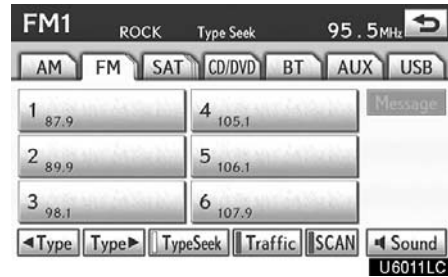 FM1 ROCK Type Seek 95.5MHz
AM FM SAT CD/DVD BT AUX USB
1 87.9 4 105.1 Message
2 89.9 5 106.1
3 98.1 6 107.9
◄Type Type► TypeSeek Traffic SCAN Sound
U6011LC